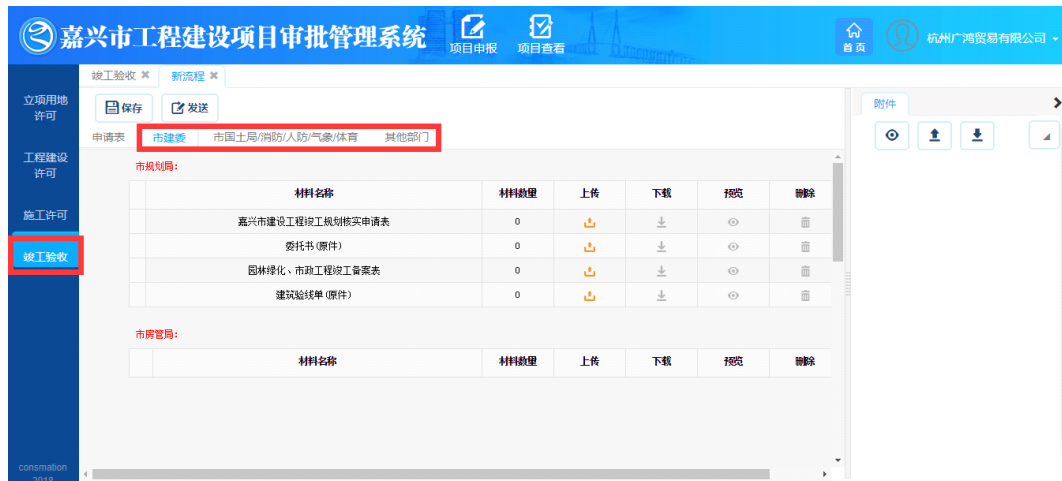 嘉兴市工程建设项目审批管理系统
项目申报 项目查看
首页 杭州广鸿贸易有限公司
竣工验收 新流程
立项用地许可
工程建设许可
施工许可
竣工验收
保存 发送
附件
申请表 市建委 市国土局/消防/人防/气象/体育 其他部门
市规划局:
材料名称 材料数量 上传 下载 预览 删除
嘉兴市建设工程竣工规划核实申请表 0
委托书(原件) 0
园林绿化、市政工程竣工备案表 0
建筑验线单(原件) 0
市房管局:
材料名称 材料数量 上传 下载 预览 删除
consmation
2018